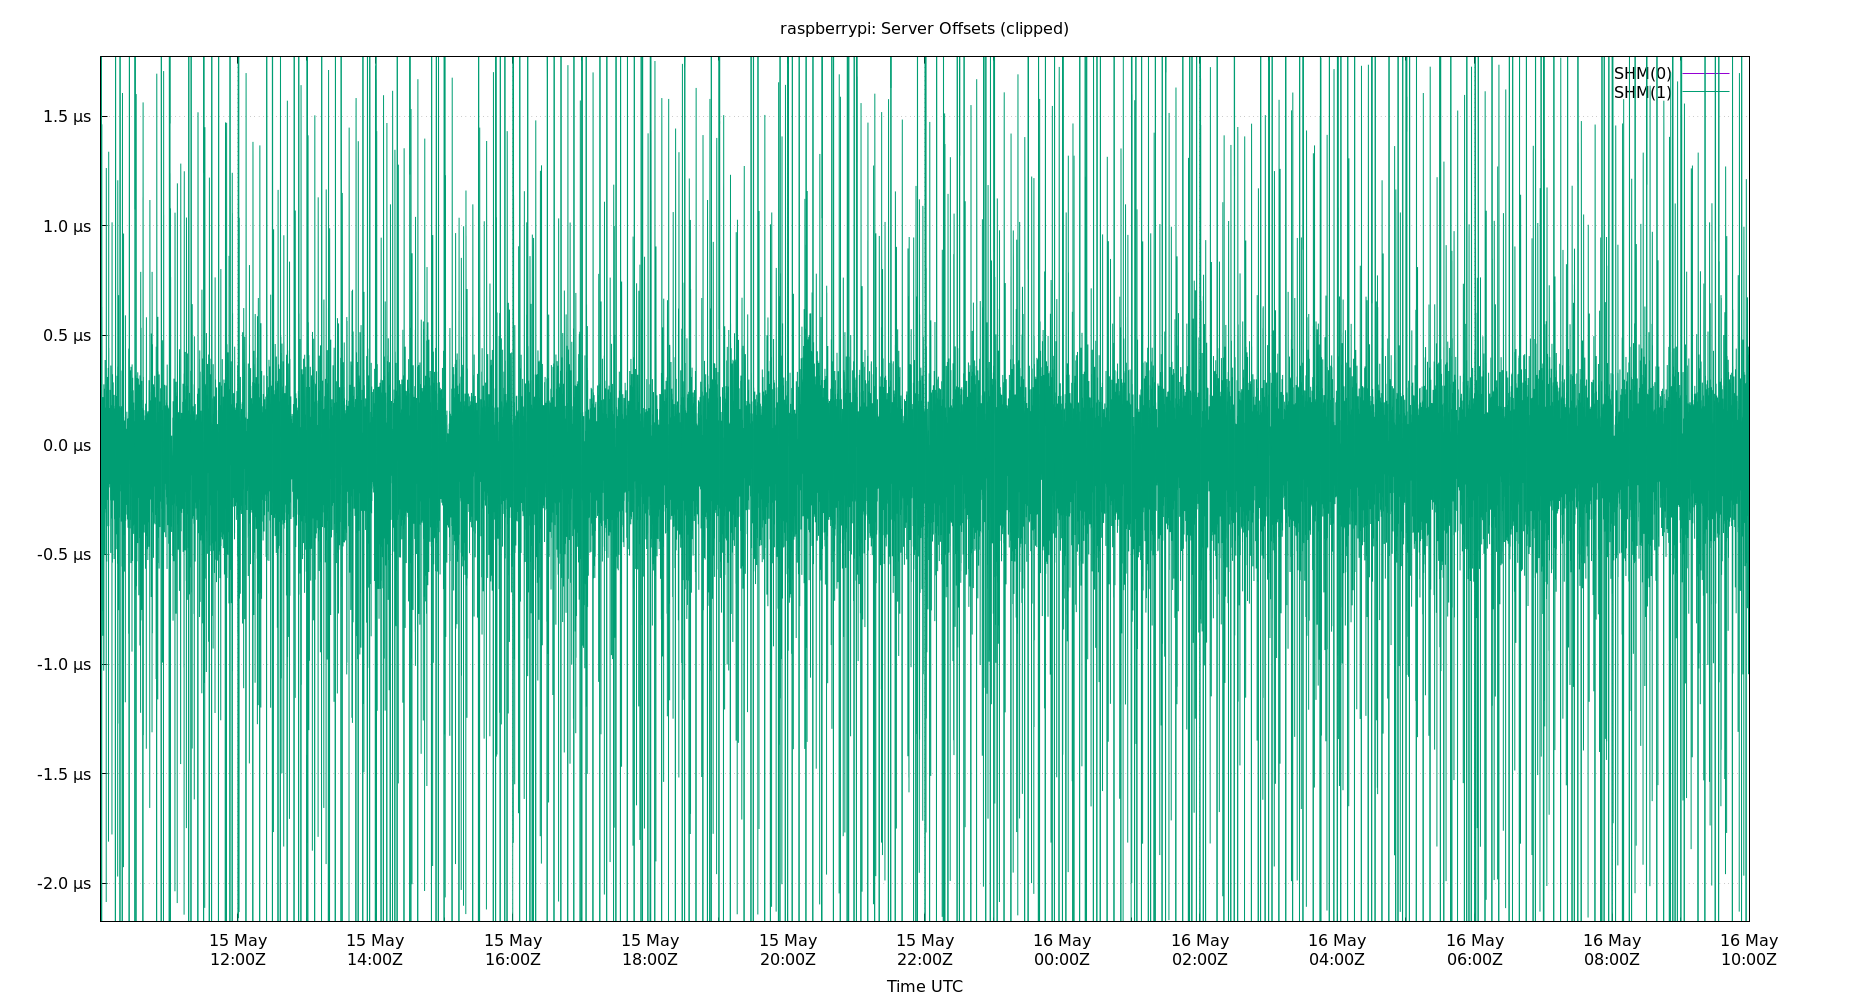 raspberrypi: Server Offsets (clipped)
SHM(0)
SHM(1)
1.5 µs
1.0 µs
0.5 µs
0.0 µs
-0.5 µs
-1.0 µs
-1.5 µs
-2.0 µs
15 May 15 May 15 May 15 May 15 May 15 May 16 May 16 May 16 May 16 May 16 May 16 May
12:00Z 14:00Z 16:00Z 18:00Z 20:00Z 22:00Z 00:00Z 02:00Z 04:00Z 06:00Z 08:00Z 10:00Z
Time UTC